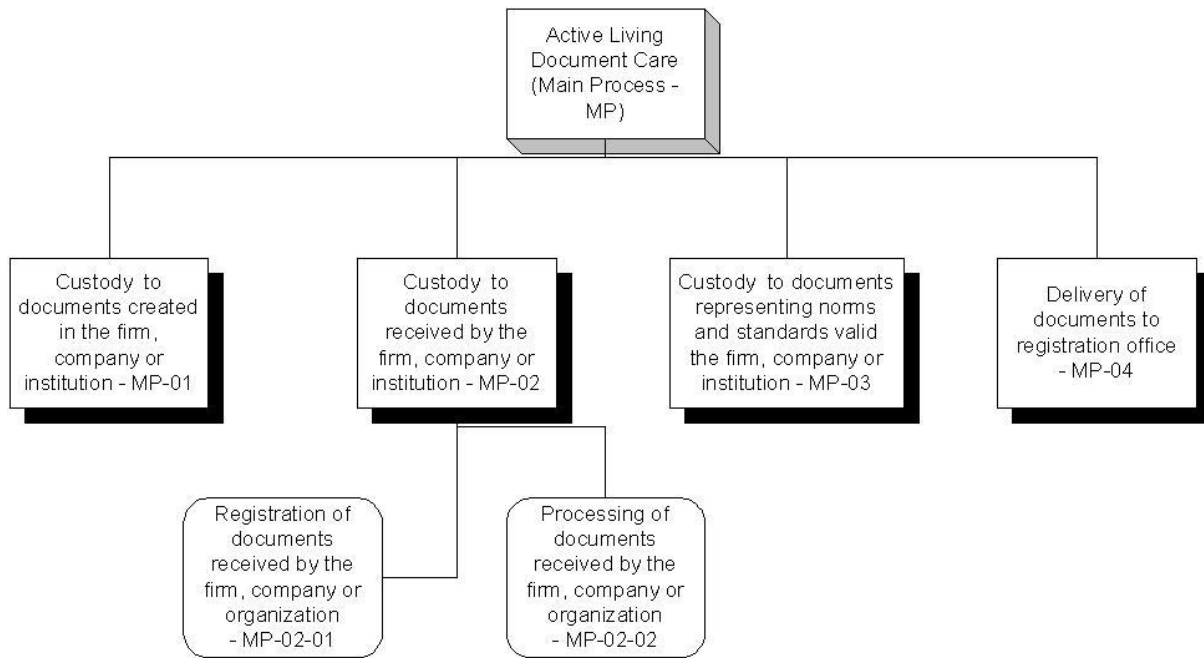 Active Living
Document Care
(Main Process -
MP)
Custody to
documents created
in the firm,
company or
institution - MP-01
Custody to
documents
received by the
firm, company or
institution - MP-02
Custody to documents
representing norms
and standards valid
the firm, company or
institution - MP-03
Delivery of
documents to
registration office
- MP-04
Registration of
documents
received by the
firm, company or
organization
- MP-02-01
Processing of
documents
received by the
firm, company or
organization
- MP-02-02